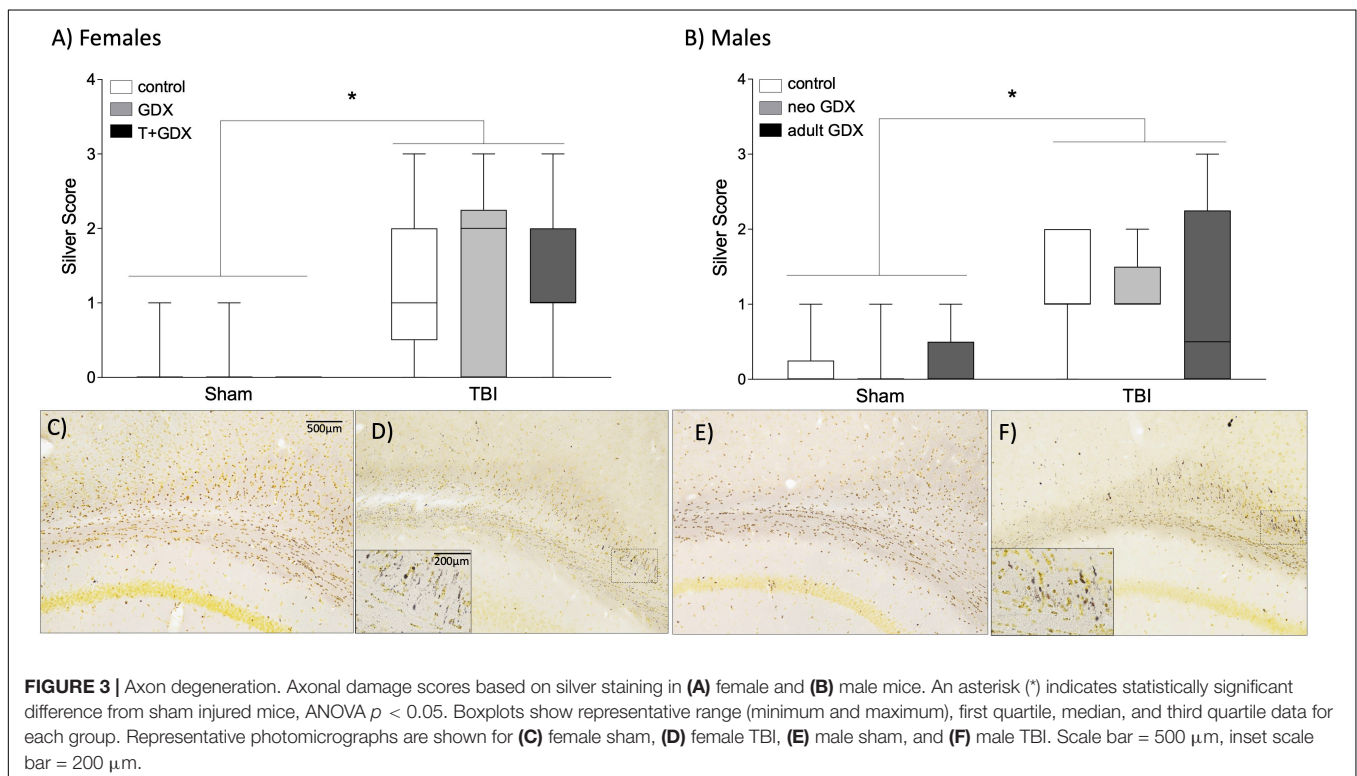 A) Females
4
3
2
1
0
Silver Score
control
GDX
T+GDX
*
Sham
TBI
B) Males
4
3
2
1
0
Silver Score
control
neo GDX
adult GDX
*
Sham
TBI
C)
500µm
D)
200µm
E)
F)
FIGURE 3 | Axon degeneration. Axonal damage scores based on silver staining in (A) female and (B) male mice. An asterisk (*) indicates statistically significant
difference from sham injured mice, ANOVA p < 0.05. Boxplots show representative range (minimum and maximum), first quartile, median, and third quartile data for
each group. Representative photomicrographs are shown for (C) female sham, (D) female TBI, (E) male sham, and (F) male TBI. Scale bar = 500 µm, inset scale
bar = 200 µm.